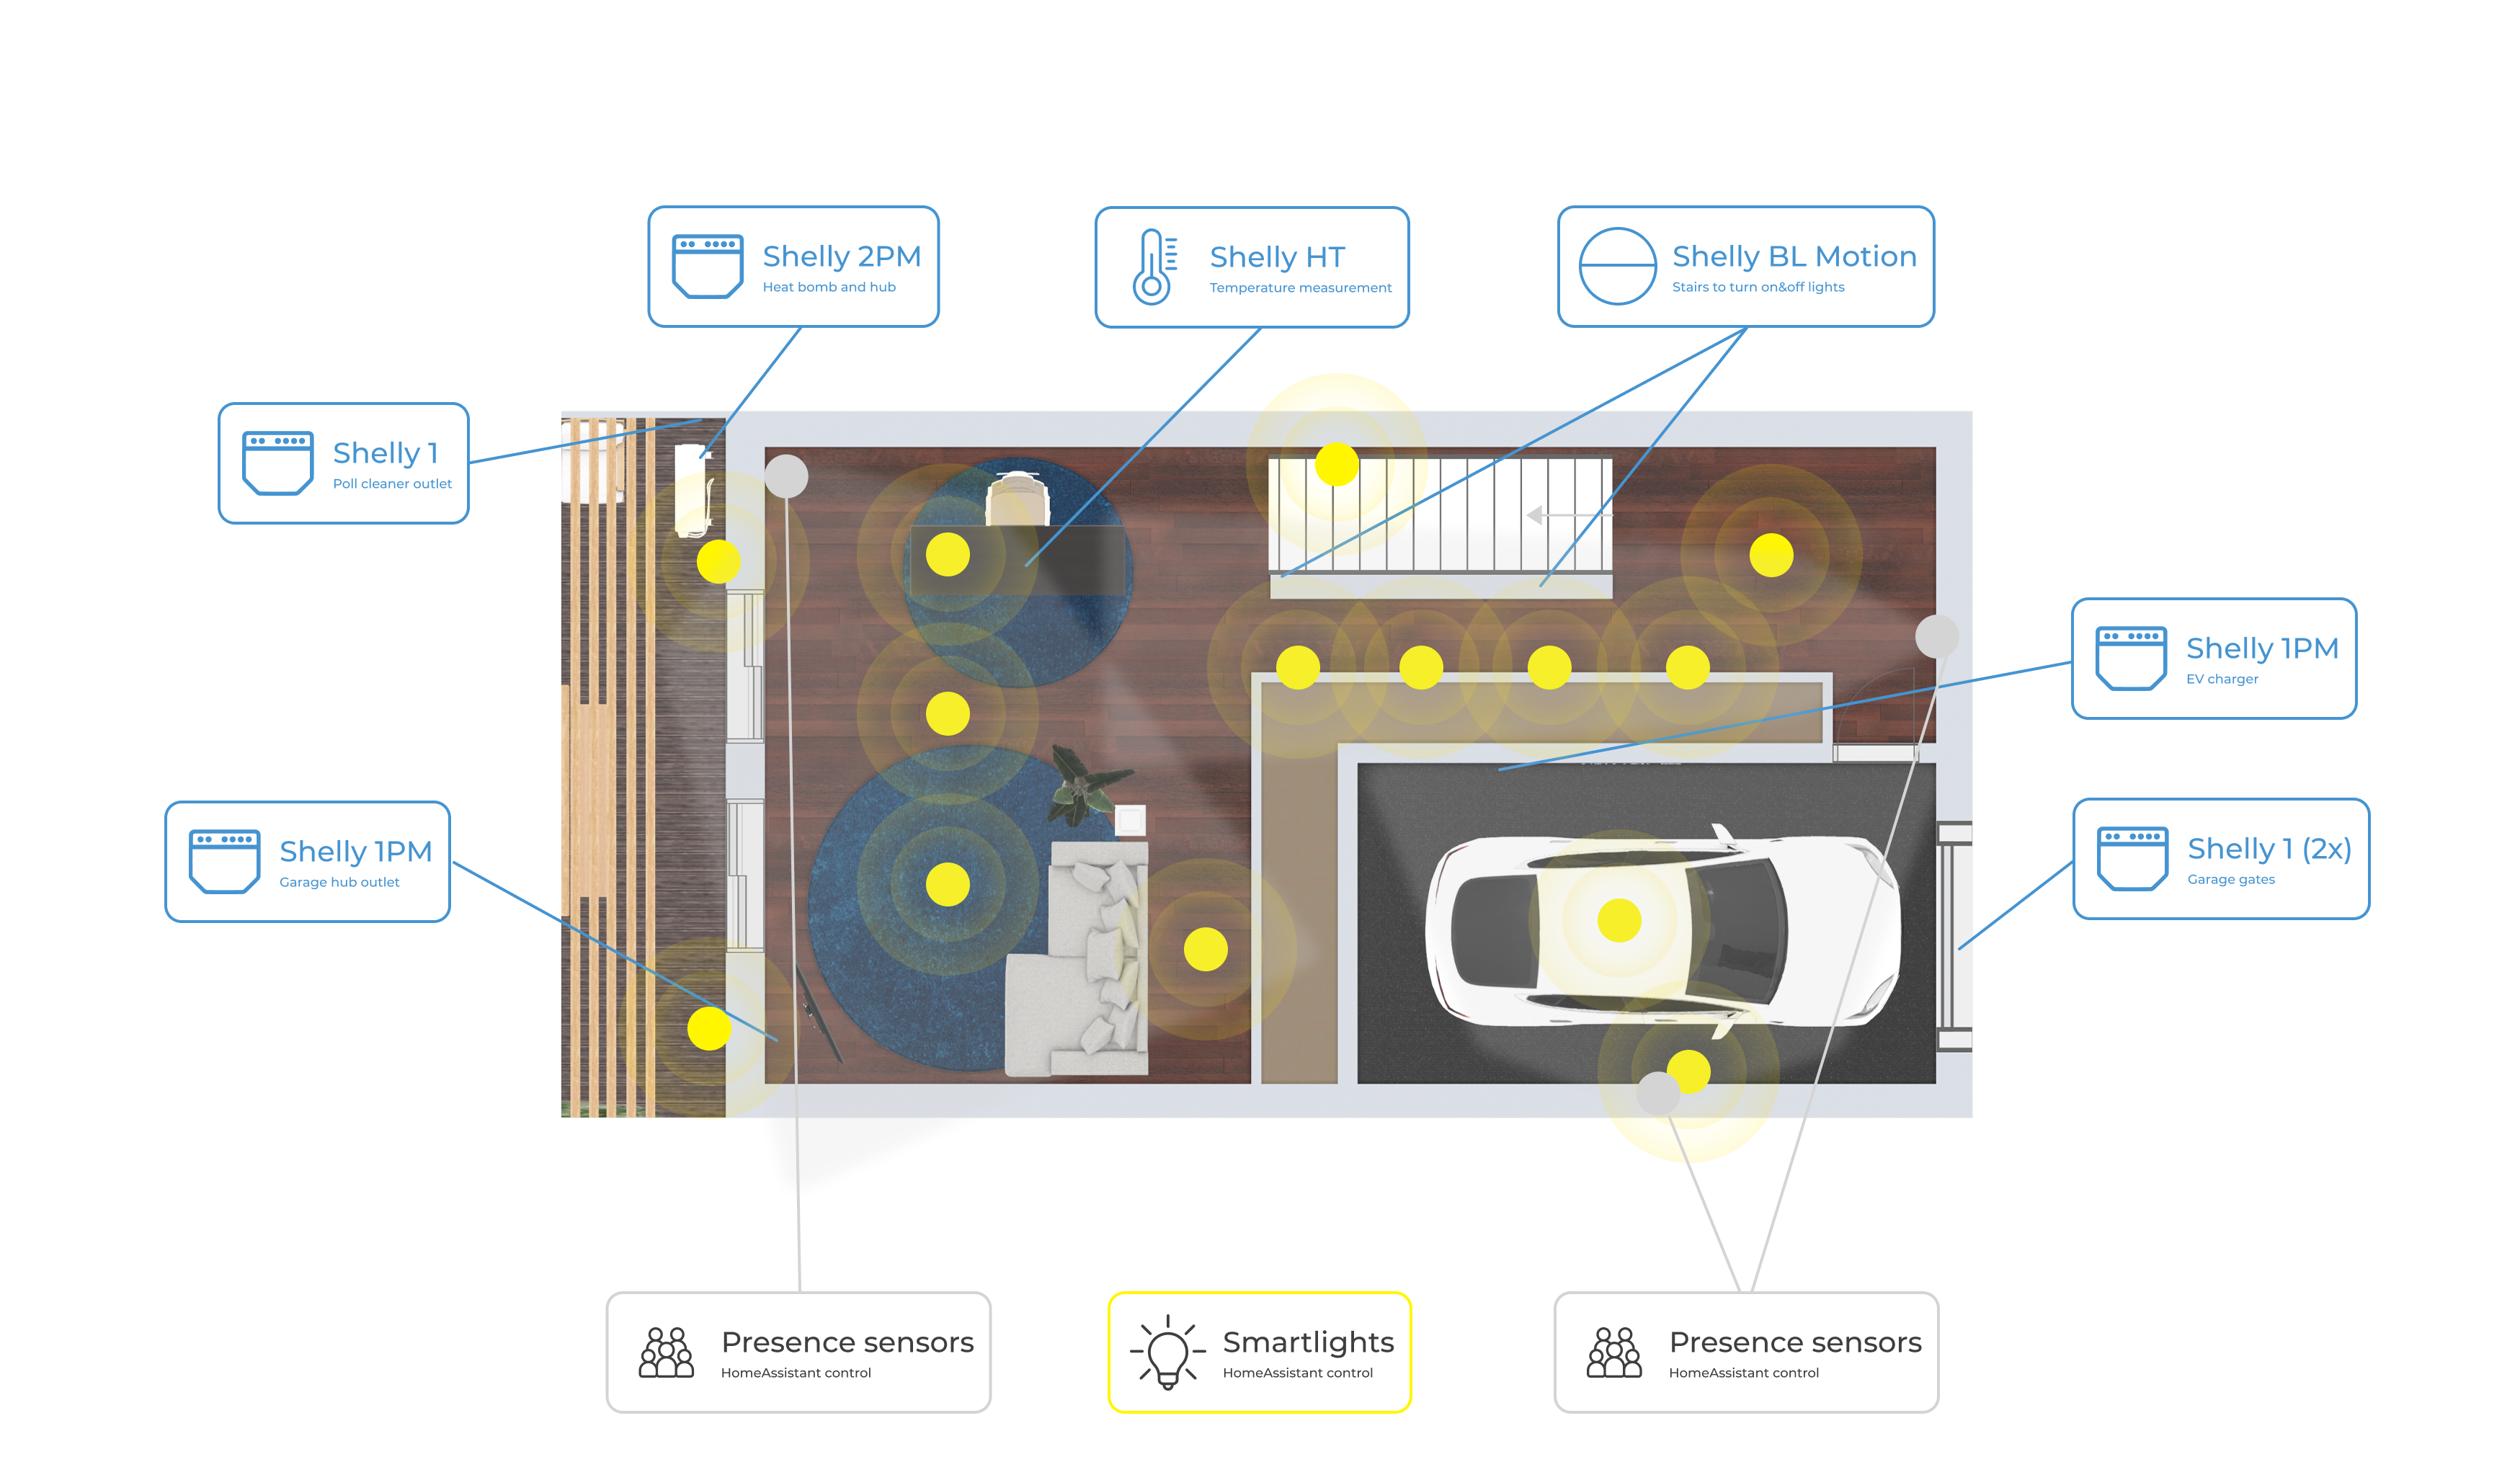 Shelly 2PM
Heat bomb and hub
Shelly HT
Temperature measurement
Shelly BL Motion
Stairs to turn on&off lights
Shelly 1
Poll cleaner outlet
Shelly 1PM
EV charger
Shelly 1PM
Garage hub outlet
Shelly 1 (2x)
Garage gates
Presence sensors
HomeAssistant control
Smartlights
HomeAssistant control
Presence sensors
HomeAssistant control